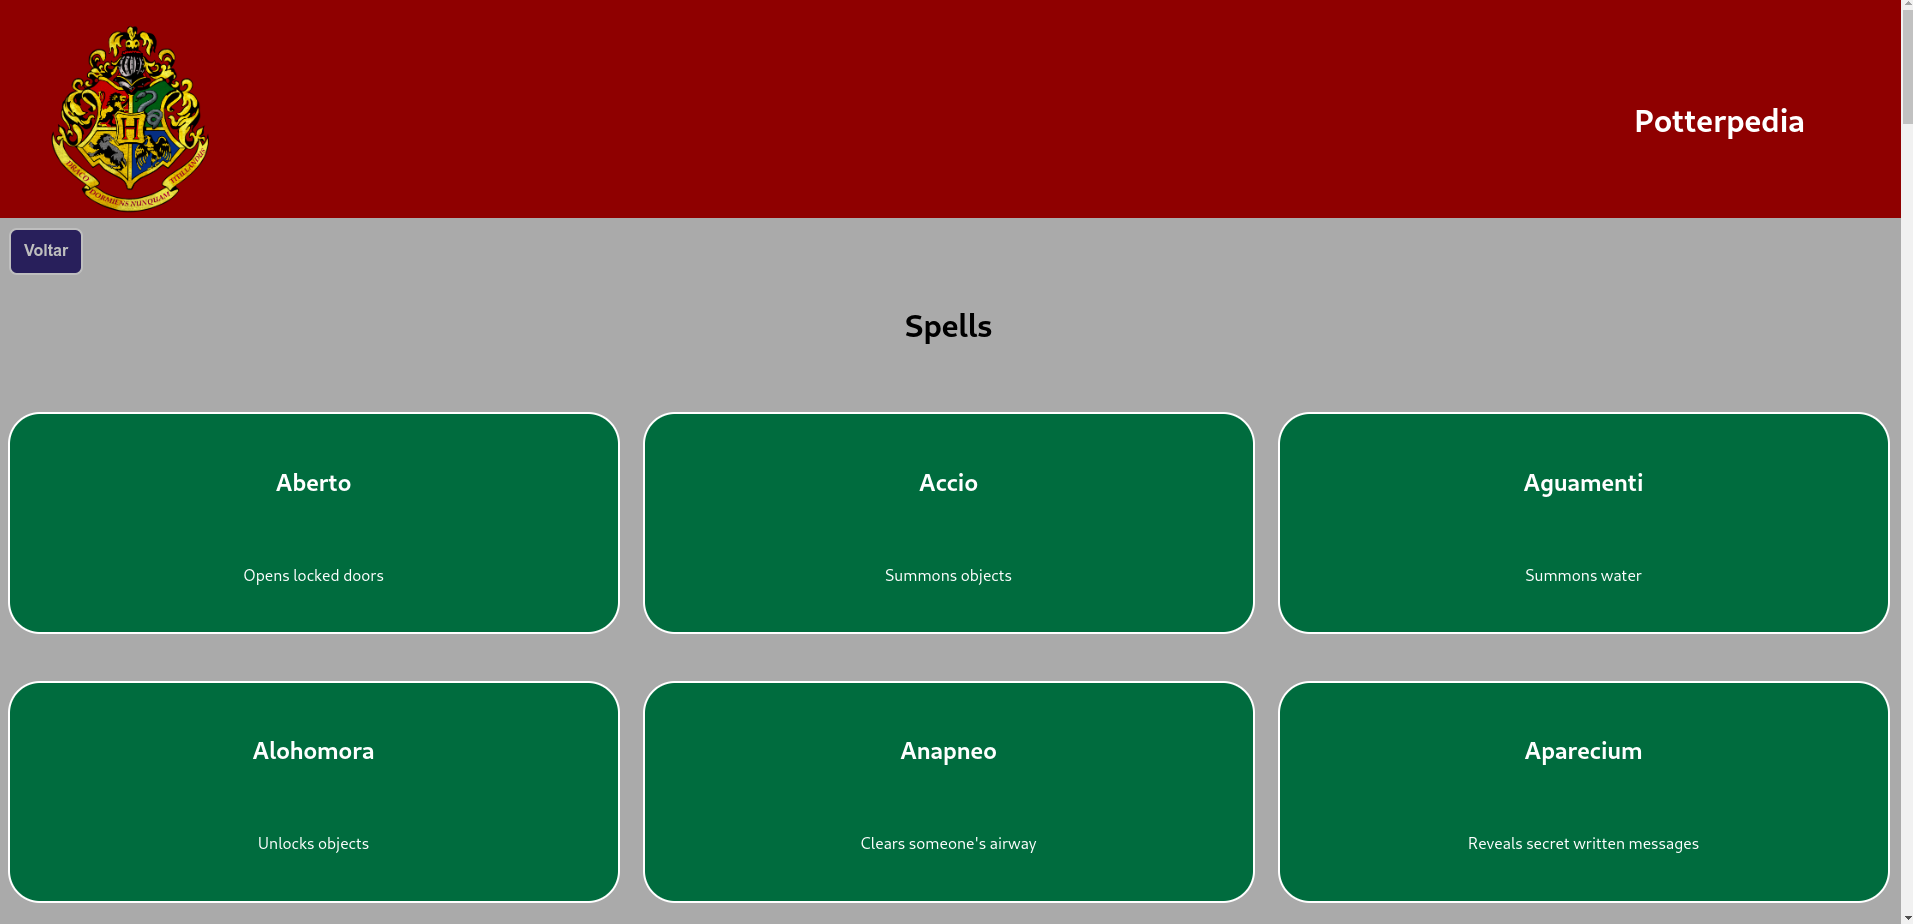 H
DRACO DORMIENS NUNQUAM TITILLANDUS
Potterpedia
Voltar
Spells
Aberto
Accio
Aguamenti
Opens locked doors
Summons objects
Summons water
Alohomora
Anapneo
Aparecium
Unlocks objects
Clears someone's airway
Reveals secret written messages